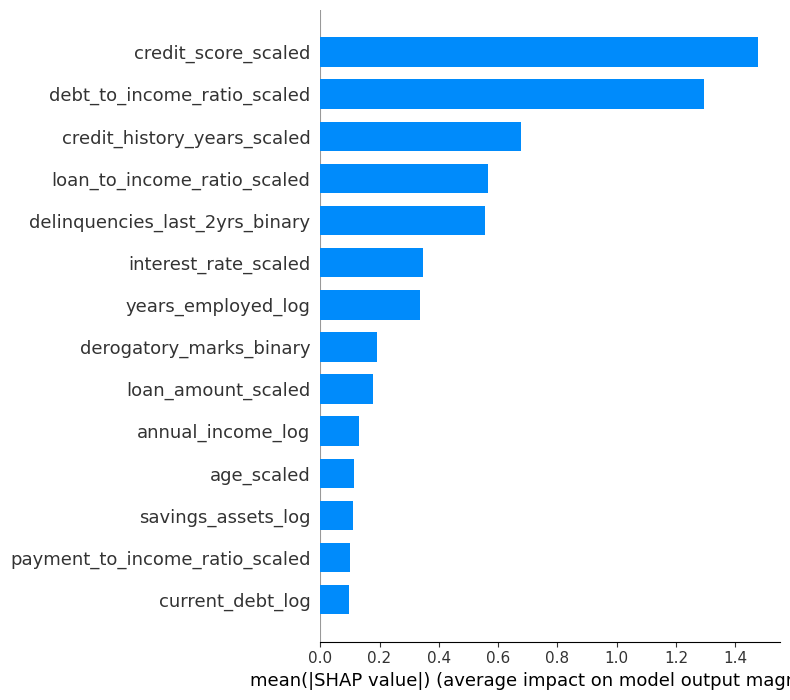 credit_score_scaled
debt_to_income_ratio_scaled
credit_history_years_scaled
loan_to_income_ratio_scaled
delinquencies_last_2yrs_binary
interest_rate_scaled
years_employed_log
derogatory_marks_binary
loan_amount_scaled
annual_income_log
age_scaled
savings_assets_log
payment_to_income_ratio_scaled
current_debt_log
0.0 0.2 0.4 0.6 0.8 1.0 1.2 1.4
mean(|SHAP value|) (average impact on model output magn